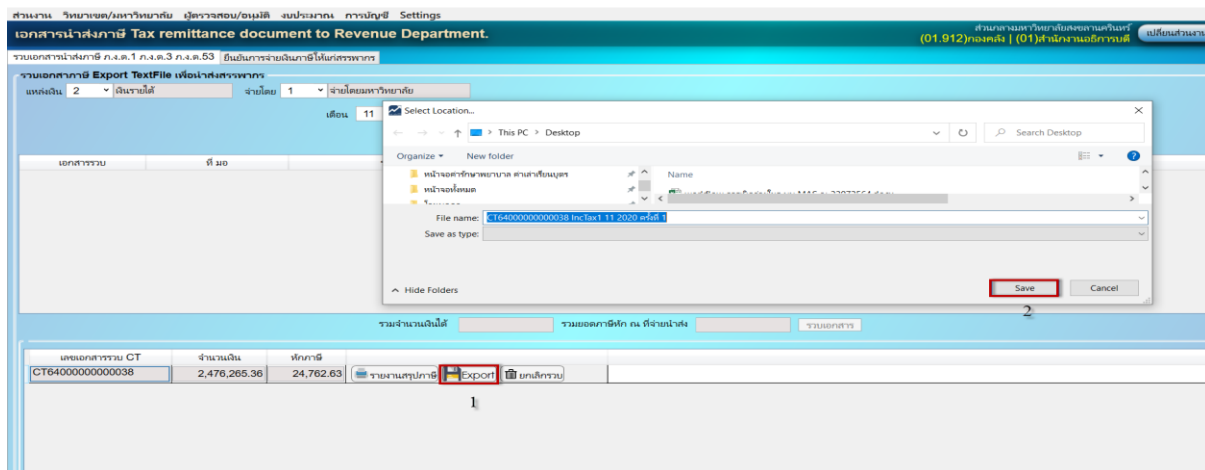 ส่วนงาน วิทยาเขต/มหาวิทยาลัย ผู้ตรวจสอบ/อนุมัติ งบประมาณ การบัญชี Settings
เอกสารนำส่งภาษี Tax remittance document to Revenue Department.
ส่วนกลางมหาวิทยาลัยสงขลานครินทร์
(01.912)กองคลัง | (01)สำนักงานอธิการบดี
เปลี่ยนส่วนงาน
รวบเอกสารนำส่งภาษี ภ.ง.ด.1 ภ.ง.ด.3 ภ.ง.ด.53 ยืนยันการจ่ายเงินภาษีให้แก่สรรพากร
รวบเอกสาภาษี Export TextFile เพื่อนำส่งสรรพากร
แหล่งเงิน 2 เงินรายได้ จ่ายโดย 1 จ่ายโดยมหาวิทยาลัย
เดือน 11
Select Location...
This PC > Desktop
Search Desktop
Organize New folder
หน้าจอค่ารักษาพยาบาล ค่าเล่าเรียนบุตร
Name
หน้าจอทั้งหมด
เอกสารรวบ ที่ มอ
File name: CT64000000000038 IncTax1 11 2020 ครั้งที่ 1
Save as type:
Hide Folders
Save Cancel
2
รวมจำนวนเงินได้ รวมยอดภาษีหัก ณ ที่จ่ายนำส่ง รวบเอกสาร
เลขเอกสารรวบ CT จำนวนเงิน หักภาษี
CT64000000000038 2,476,265.36 24,762.63 รายงานสรุปภาษี Export ยกเลิกรวบ
1